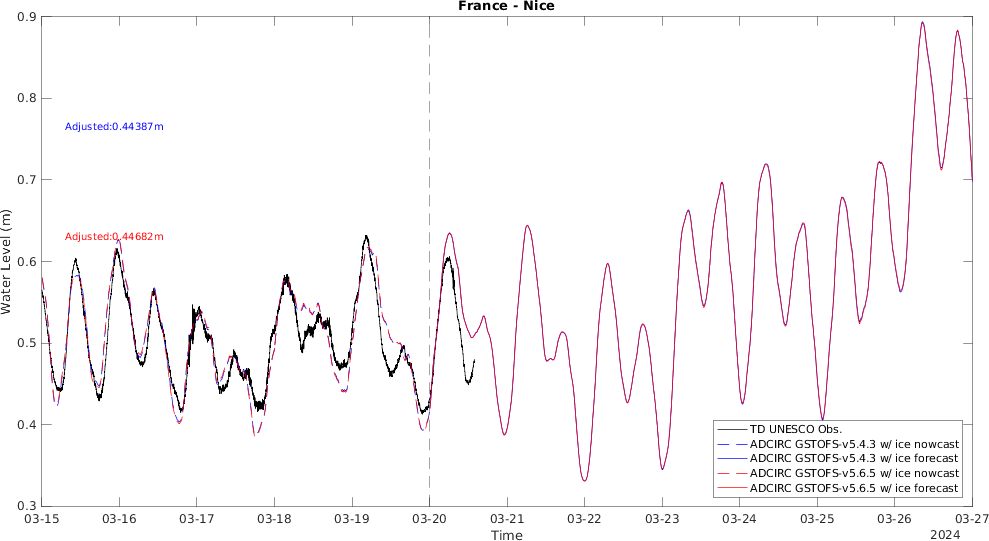 France - Nice
0.9
0.8
0.7
0.6
0.5
0.4
0.3
Water Level (m)
Adjusted:0.44387m
Adjusted:0.44682m
TD UNESCO Obs.
ADCIRC GSTOFS-v5.4.3 w/ ice nowcast
ADCIRC GSTOFS-v5.4.3 w/ ice forecast
ADCIRC GSTOFS-v5.6.5 w/ ice nowcast
ADCIRC GSTOFS-v5.6.5 w/ ice forecast
03-15 03-16 03-17 03-18 03-19 03-20 03-21 03-22 03-23 03-24 03-25 03-26 03-27
Time
2024